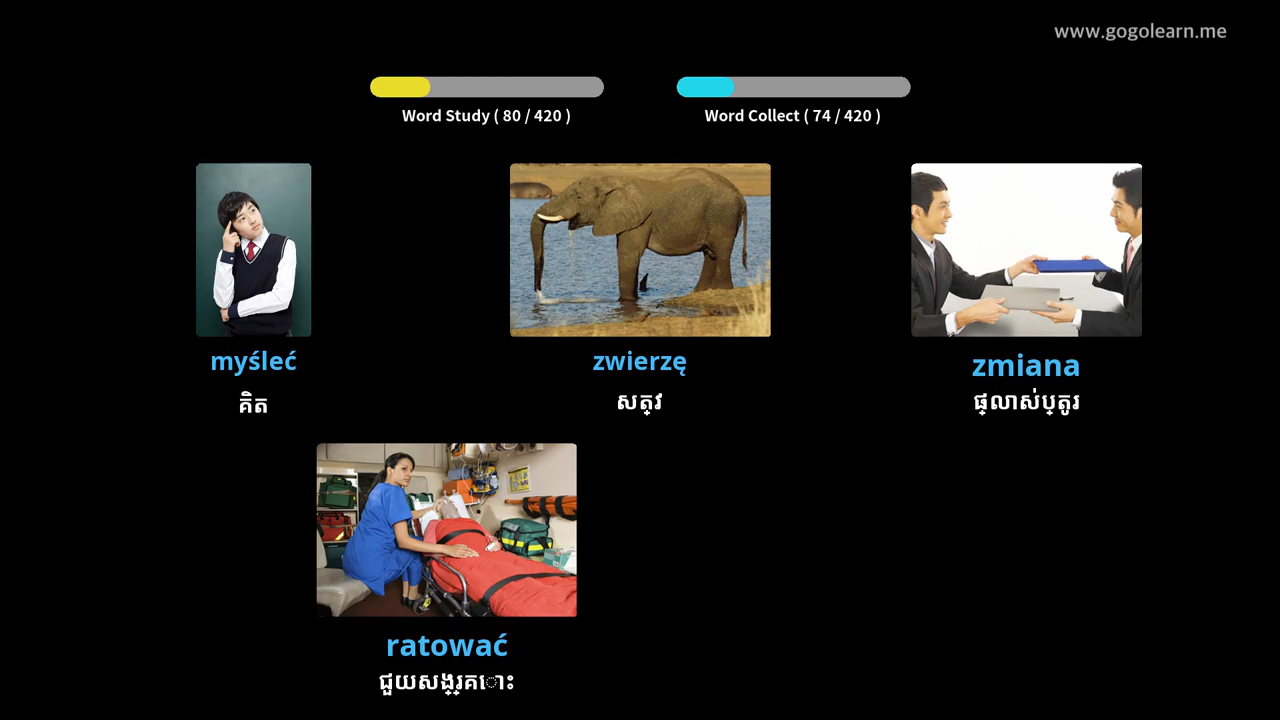 www.gogolearn.me
Word Study ( 80 / 420 )
Word Collect ( 74 / 420 )
myśleć
គិត
zwierzę
សត្វ
zmiana
ផ្លាស់ប្តូរ
ratować
ជួយសង្រ្គោះ